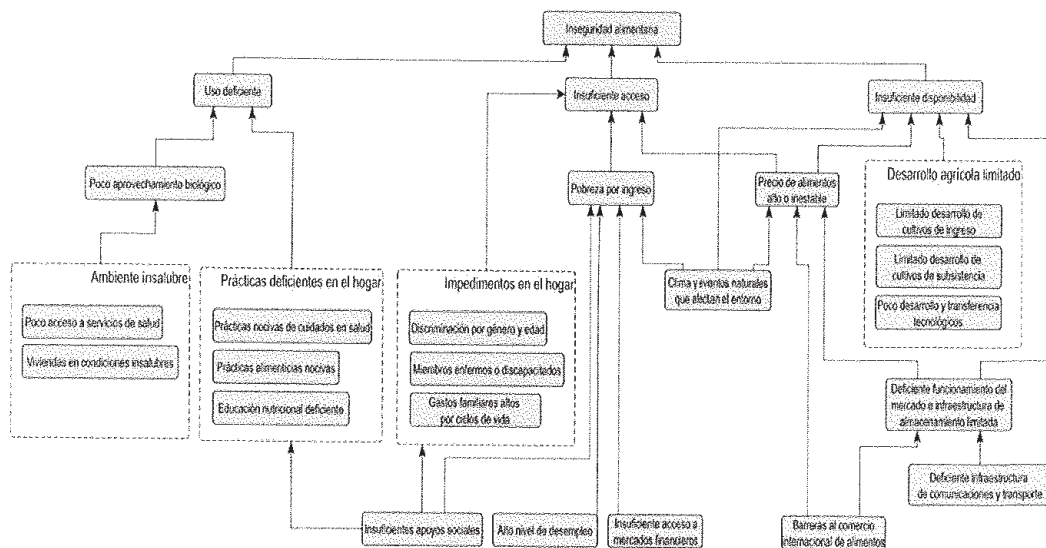 Inseguridad alimentaria
Uso deficiente
Insuficiente acceso
Insuficiente disponibilidad
Poco aprovechamiento biológico
Pobreza por ingreso
Precio de alimentos
alto o inestable
Desarrollo agrícola limitado
Limitado desarrollo de
cultivos de ingreso
Limitado desarrollo de
cultivos de subsistencia
Poco desarrollo y transferencia
tecnológicos
Ambiente insalubre
Poco acceso a servicios de salud
Viviendas en condiciones insalubres
Prácticas deficientes en el hogar
Prácticas nocivas de cuidados en salud
Prácticas alimenticias nocivas
Educación nutricional deficiente
Impedimentos en el hogar
Discriminación por género y edad
Miembros enfermos o discapacitados
Gastos familiares altos
por ciclos de vida
Clima y eventos naturales
que afectan el entorno
Deficiente funcionamiento del
mercado e infraestructura de
almacenamiento limitada
Deficiente infraestructura
de comunicaciones y transporte
Insuficientes apoyos sociales
Alto nivel de desempleo
Insuficiente acceso a
mercados financieros
Barreras al comercio
internacional de alimentos